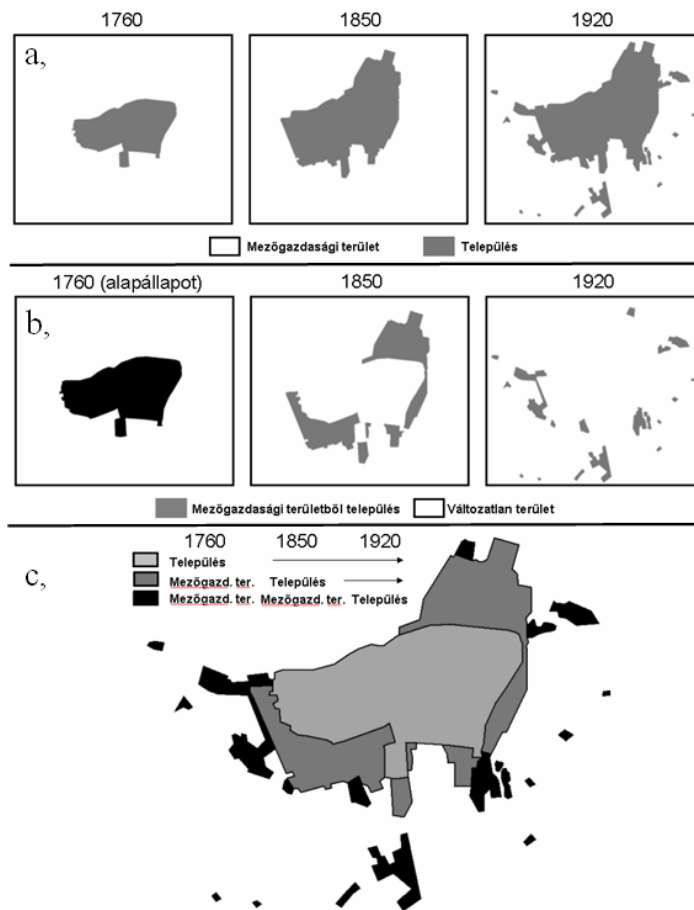 1760 1850 1920
a,
Mezőgazdasági terület Település
1760 (alapállapot) 1850 1920
b,
Mezőgazdasági területből település Változatlan terület
1760 1850 1920
c,
Település
Mezőgazd. ter. Település
Mezőgazd. ter. Mezőgazd. ter. Település